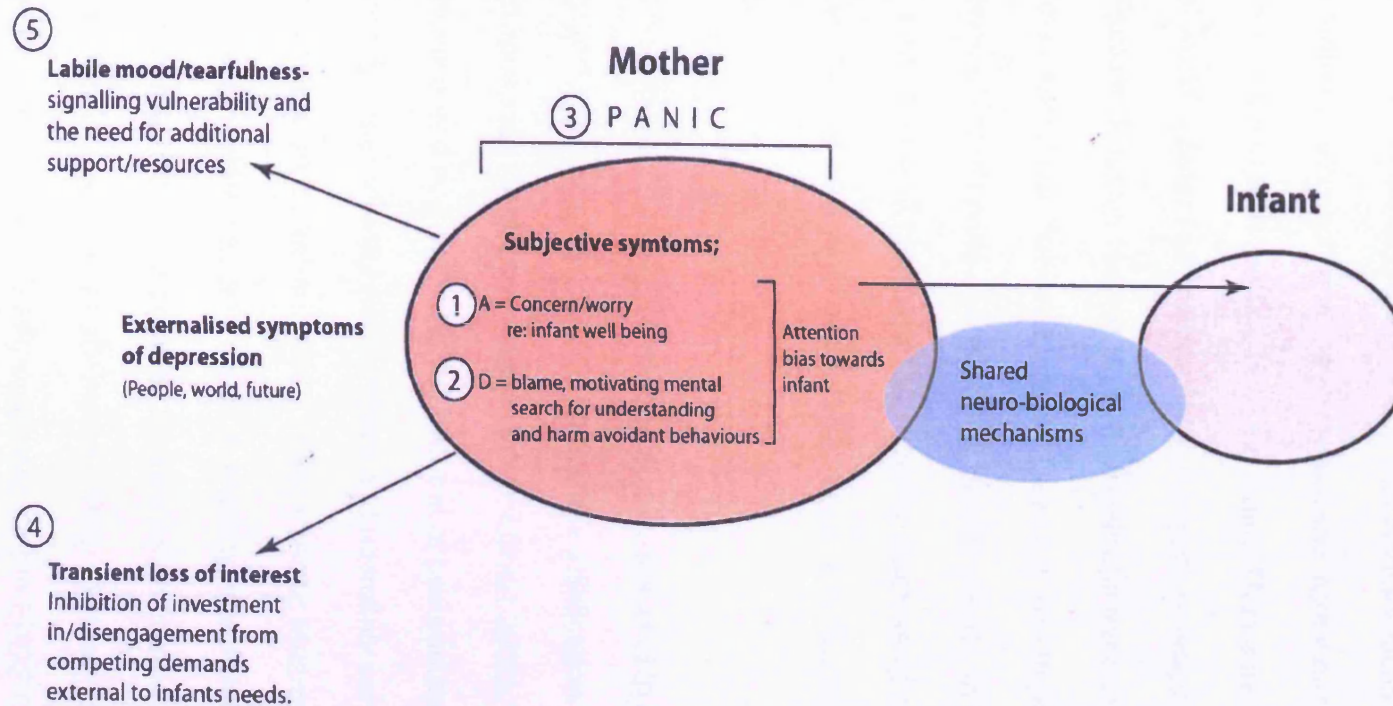 5
Labile mood/tearfulness-
signalling vulnerability and
the need for additional
support/resources
Mother
3 PANIC
Infant
Subjective symtoms;
1 A = Concern/worry
re: infant well being
2 D = blame, motivating mental
search for understanding
and harm avoidant behaviours
Attention
bias towards
infant
Shared
neuro-biological
mechanisms
Externalised symptoms
of depression
(People, world, future)
4
Transient loss of interest
Inhibition of investment
in/disengagement from
competing demands
external to infants needs.